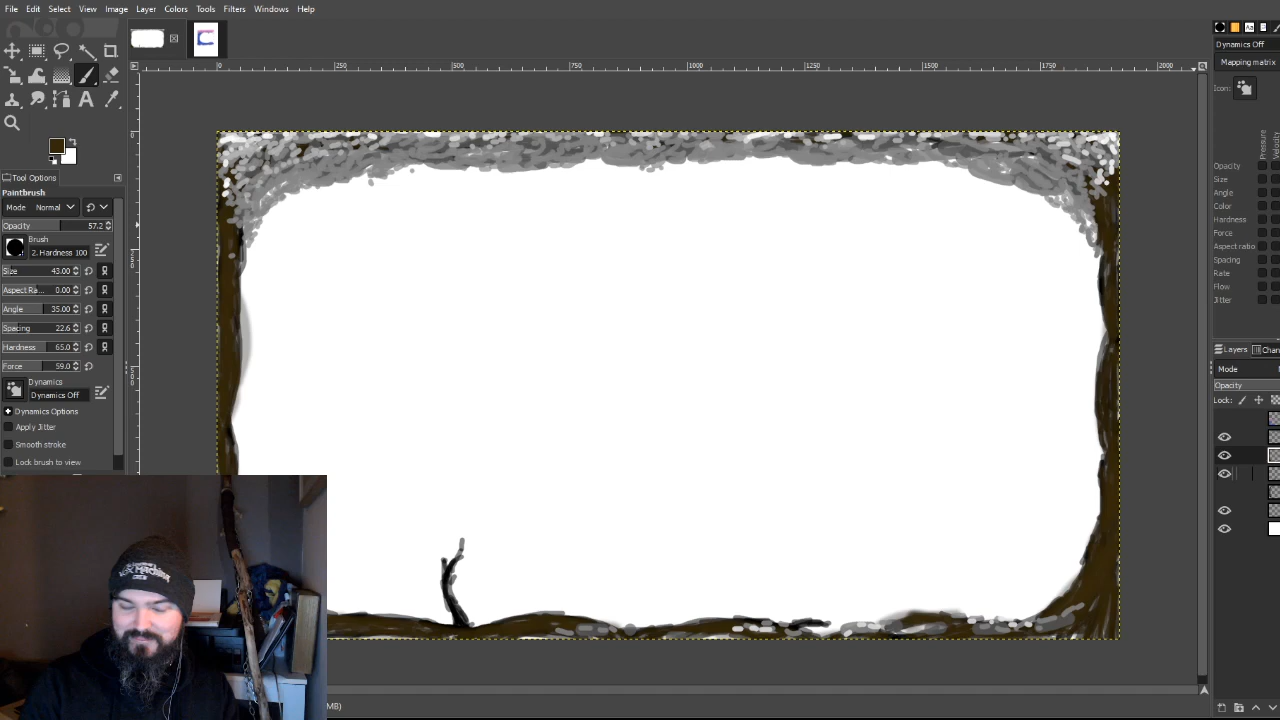 File Edit Select View Image Layer Colors Tools Filters Windows Help
0 250 500 750 1000 1250 1500 1750 2000
Tool Options
Paintbrush
Mode Normal
Opacity 57.2
Brush
2. Hardness 100
Size 43.00
Aspect Ra... 0.00
Angle 35.00
Spacing 22.6
Hardness 65.0
Force 59.0
Dynamics
Dynamics Off
Dynamics Options
Apply Jitter
Smooth stroke
Lock brush to view
MB)
Dynamics Off
Mapping matrix
Icon:
Pressure
Velocity
Opacity
Size
Angle
Color
Hardness
Force
Aspect ratio
Spacing
Rate
Flow
Jitter
Layers Chan
Mode
Opacity
Lock: